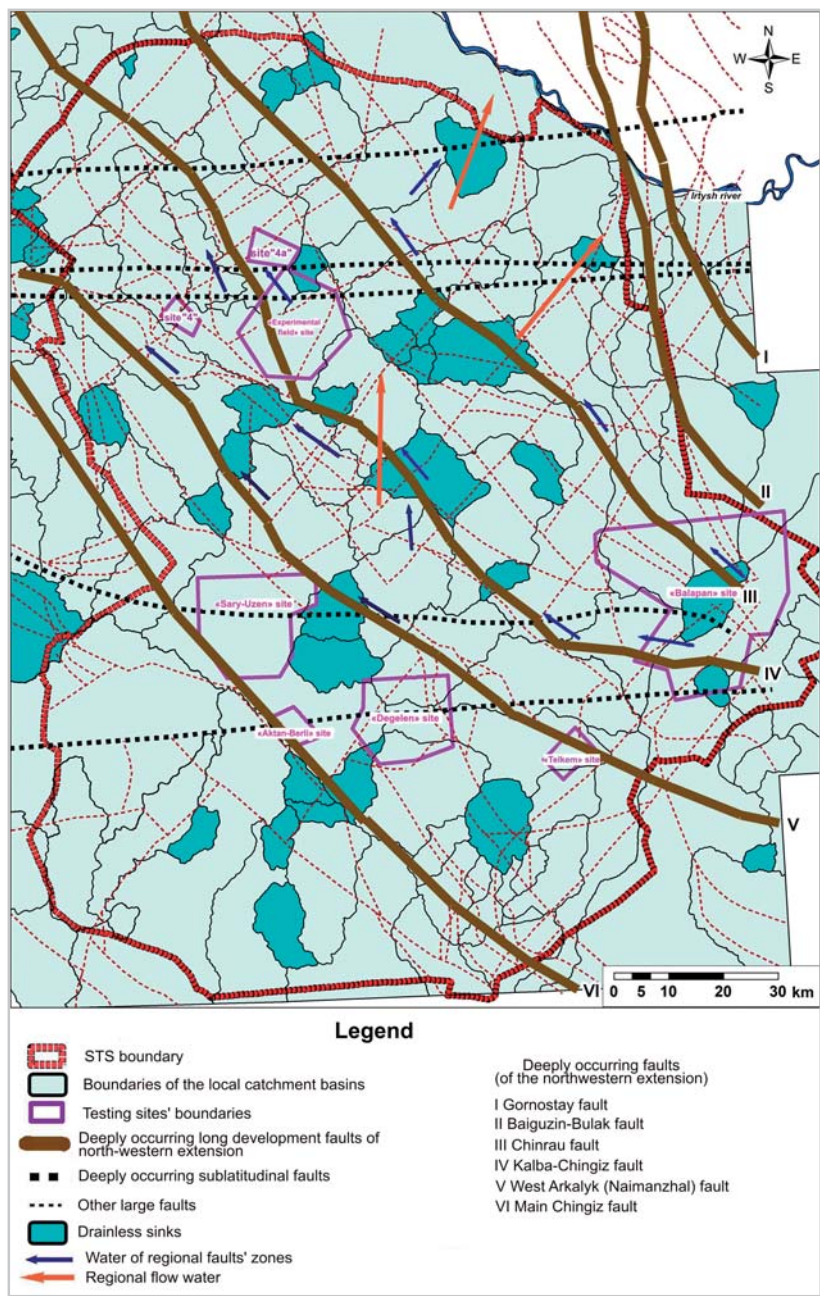 N
W E
S
Irtysh river
site"4a"
site"4"
«Experimental
field» site
I
II
«Balapan» site
III
«Sary-Uzen» site
IV
«Degelen» site
«Aktan-Berli» site
«Telkem» site
V
VI
0 5 10 20 30 km
Legend
STS boundary
Boundaries of the local catchment basins
Testing sites' boundaries
Deeply occurring long development faults of
north-western extension
Deeply occurring sublatitudinal faults
Other large faults
Drainless sinks
Water of regional faults' zones
Regional flow water
Deeply occurring faults
(of the northwestern extension)
I Gornostay fault
II Baiguzin-Bulak fault
III Chinrau fault
IV Kalba-Chingiz fault
V West Arkalyk (Naimanzhal) fault
VI Main Chingiz fault